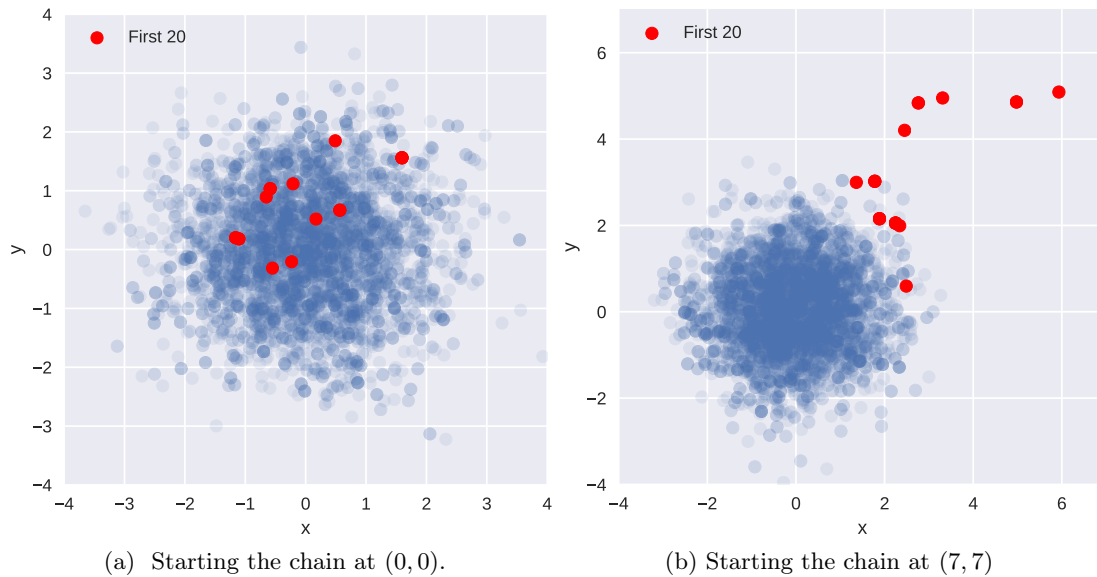 First 20
4
3
2
1
0
−1
−2
−3
−4
y
−4 −3 −2 −1 0 1 2 3 4
x
(a) Starting the chain at (0, 0).
First 20
6
4
2
0
−2
−4
y
−4 −2 0 2 4 6
x
(b) Starting the chain at (7, 7)